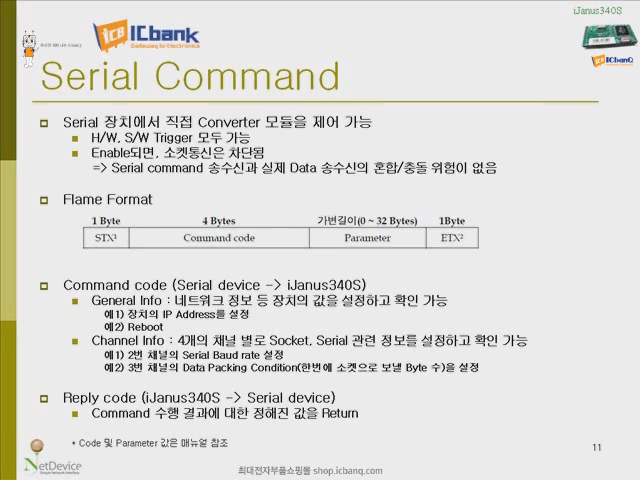 iJanus340S
ICbank
Gateway to Electronics
ICbanQ
Serial Command
Serial 장치에서 직접 Converter 모듈을 제어 가능
H/W, S/W Trigger 모두 가능
Enable되면, 소켓통신은 차단됨
=> Serial command 송수신과 실제 Data 송수신의 혼합/충돌 위험이 없음
Flame Format
1 Byte 4 Bytes 가변길이(0 ~ 32 Bytes) 1Byte
STX¹ Command code Parameter ETX²
Command code (Serial device -> iJanus340S)
General Info : 네트워크 정보 등 장치의 값을 설정하고 확인 가능
예1) 장치의 IP Address를 설정
예2) Reboot
Channel Info : 4개의 채널 별로 Socket, Serial 관련 정보를 설정하고 확인 가능
예1) 2번 채널의 Serial Baud rate 설정
예2) 3번 채널의 Data Packing Condition(한번에 소켓으로 보낼 Byte 수)을 설정
Reply code (iJanus340S -> Serial device)
Command 수행 결과에 대한 정해진 값을 Return
* Code 및 Parameter 값은 매뉴얼 참조
11
NetDevice
Simple Network Interface
최대전자부품쇼핑몰 shop.icbanq.com